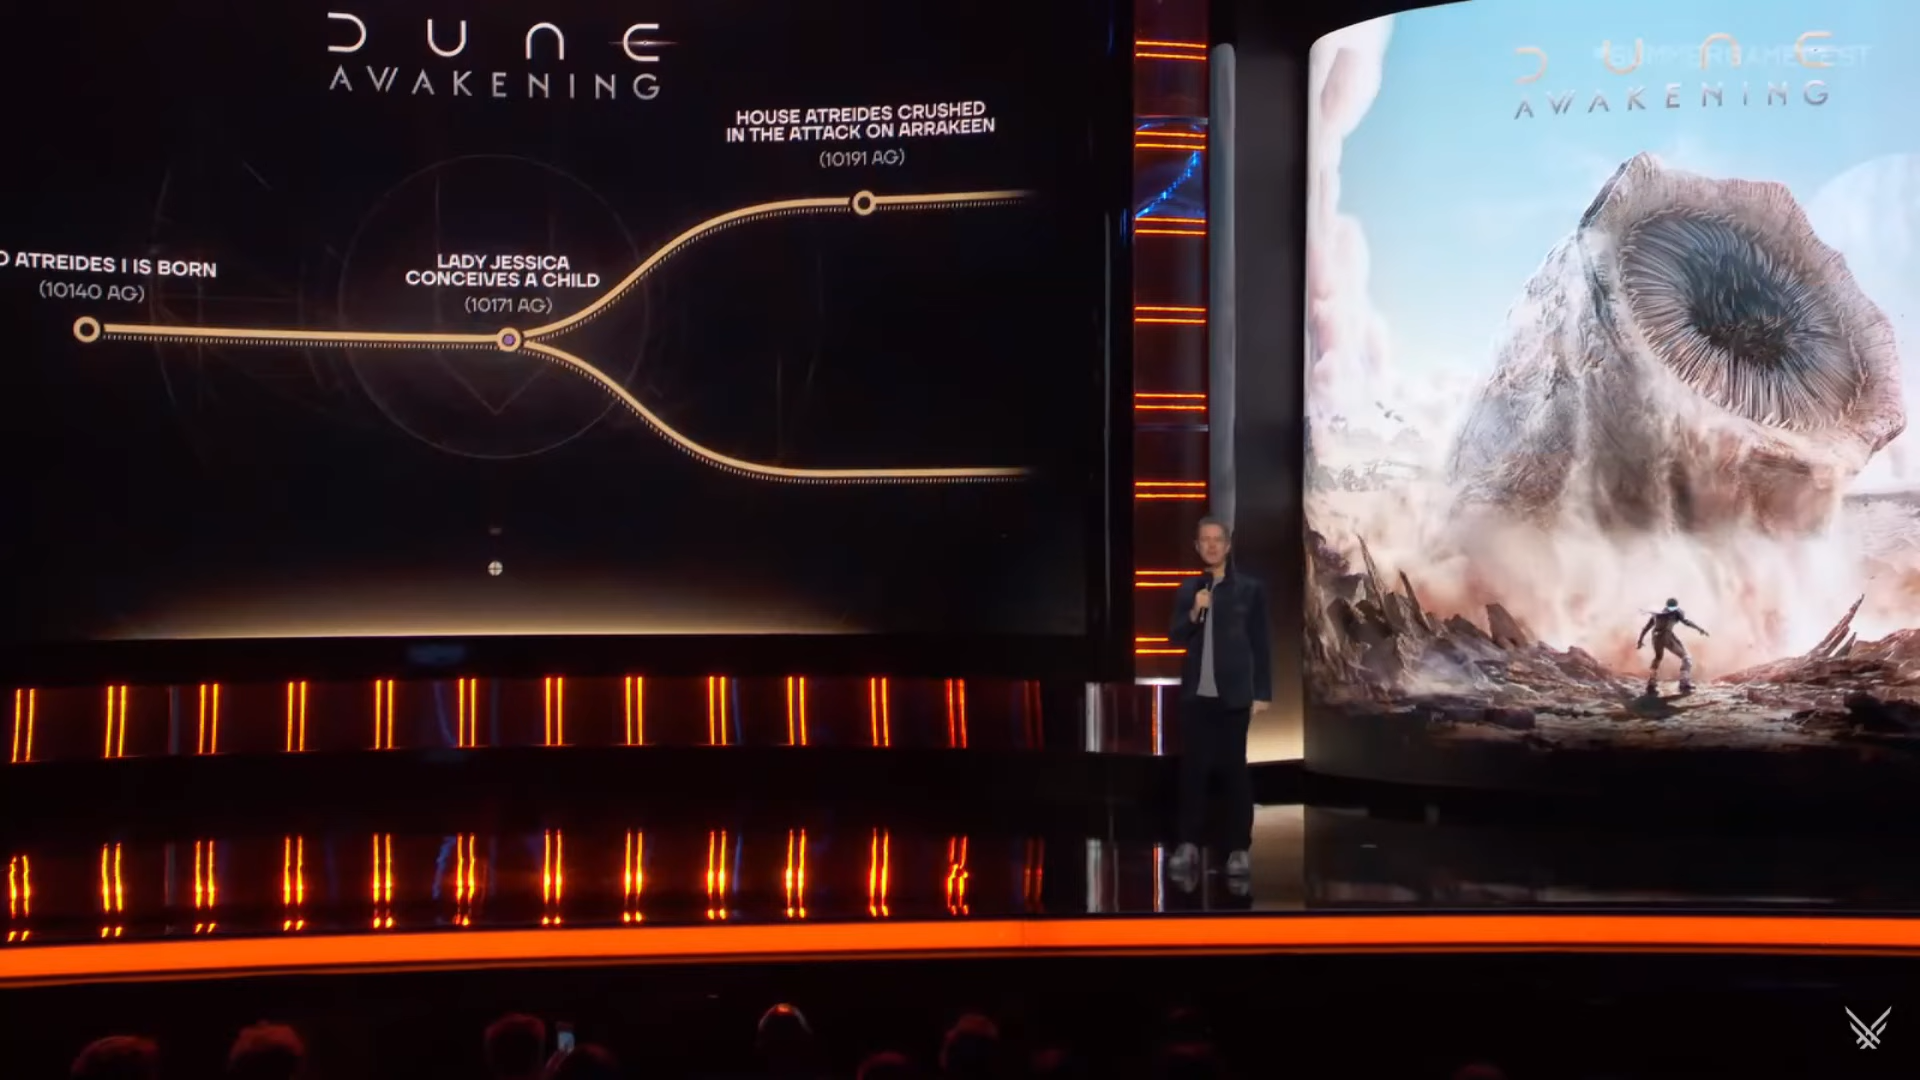 DUNE
AWAKENING
HOUSE ATREIDES CRUSHED
IN THE ATTACK ON ARRAKEEN
(10191 AG)
ATREIDES I IS BORN
(10140 AG)
LADY JESSICA
CONCEIVES A CHILD
(10171 AG)
DUNE
#SUMMERGAMEFEST
AWAKENING